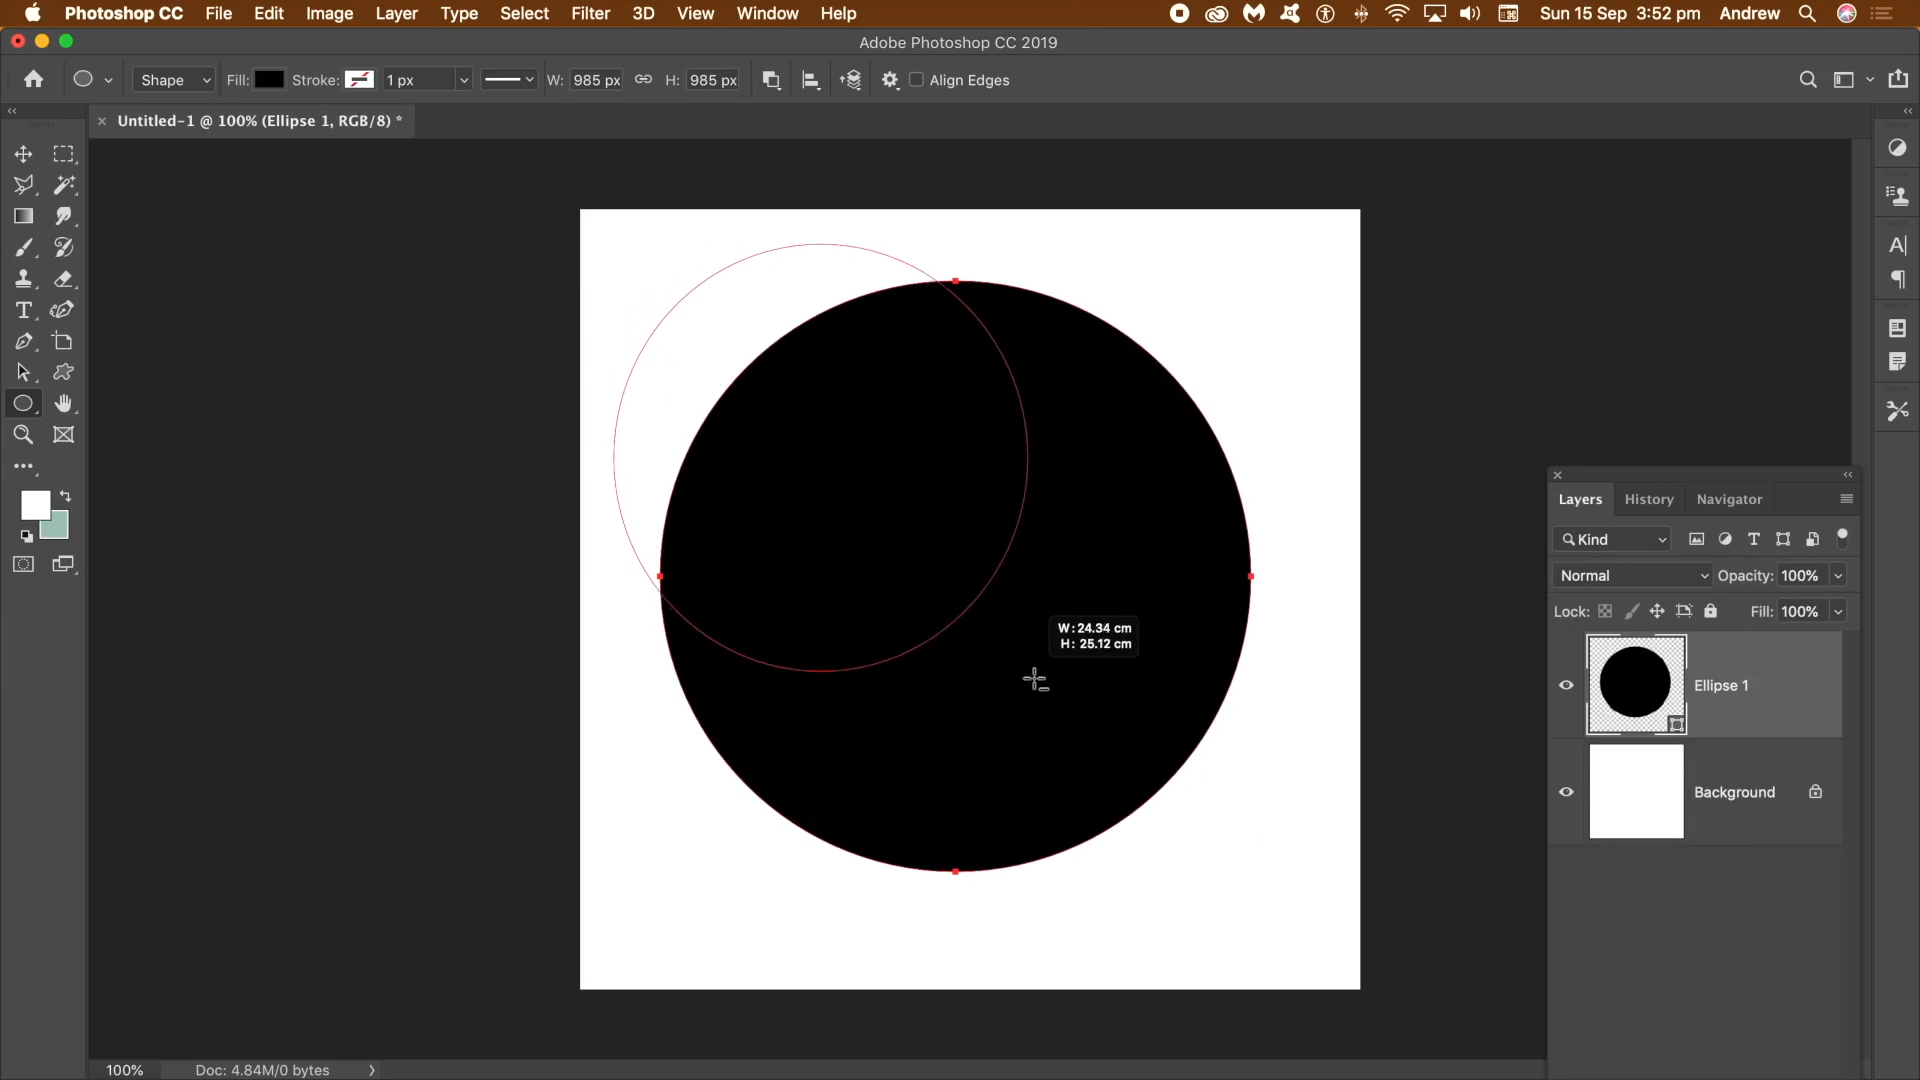 Photoshop CC File Edit Image Layer Type Select Filter 3D View Window Help Sun 15 Sep 3:52 pm Andrew
Adobe Photoshop CC 2019
Shape Fill: Stroke: 1 px W: 985 px H: 985 px Align Edges
Untitled-1 @ 100% (Ellipse 1, RGB/8) *
Layers History Navigator
Kind
Normal Opacity: 100%
Lock: Fill: 100%
W: 24.34 cm
H: 25.12 cm
Ellipse 1
Background
100% Doc: 4.84M/0 bytes